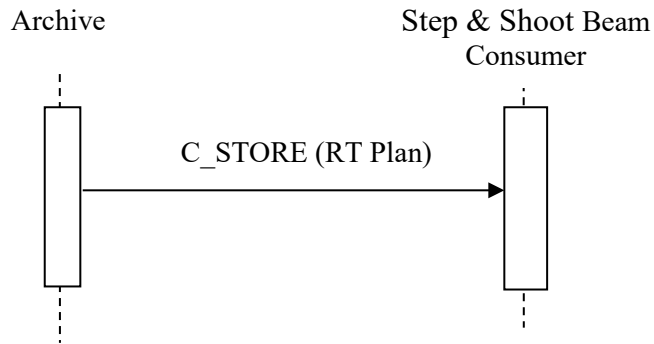 Archive
Step & Shoot Beam
Consumer
C_STORE (RT Plan)